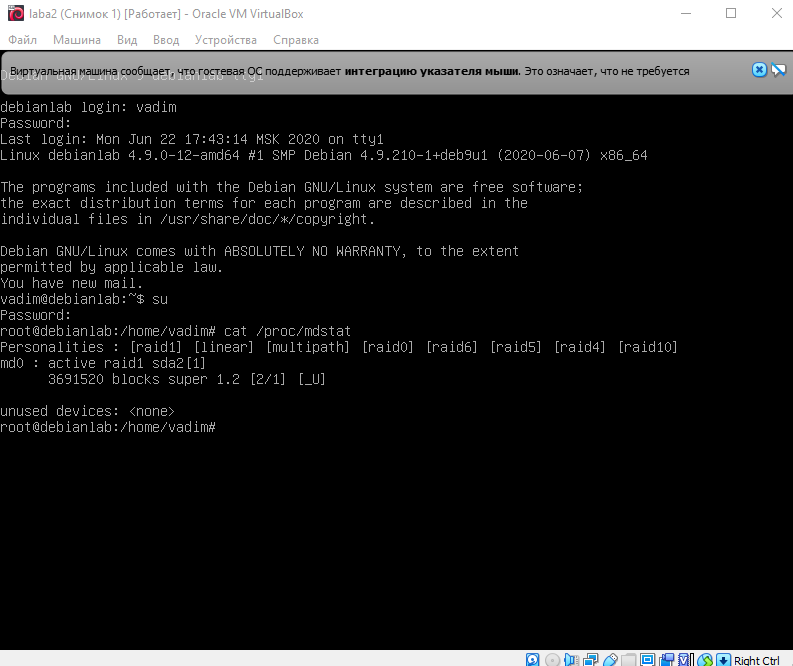 laba2 (Снимок 1) [Работает] - Oracle VM VirtualBox
Файл Машина Вид Ввод Устройства Справка
Виртуальная машина сообщает, что гостевая ОС поддерживает интеграцию указателя мыши. Это означает, что не требуется
Debian GNU/Linux 9 debianlab tty1
debianlab login: vadim
Password:
Last login: Mon Jun 22 17:43:14 MSK 2020 on tty1
Linux debianlab 4.9.0-12-amd64 #1 SMP Debian 4.9.210-1+deb9u1 (2020-06-07) x86_64
The programs included with the Debian GNU/Linux system are free software;
the exact distribution terms for each program are described in the
individual files in /usr/share/doc/*/copyright.
Debian GNU/Linux comes with ABSOLUTELY NO WARRANTY, to the extent
permitted by applicable law.
You have new mail.
vadim@debianlab:~$ su
Password:
root@debianlab:/home/vadim# cat /proc/mdstat
Personalities : [raid1] [linear] [multipath] [raid0] [raid6] [raid5] [raid4] [raid10]
md0 : active raid1 sda2[1]
3691520 blocks super 1.2 [2/1] [_U]
unused devices: <none>
root@debianlab:/home/vadim#
Right Ctrl